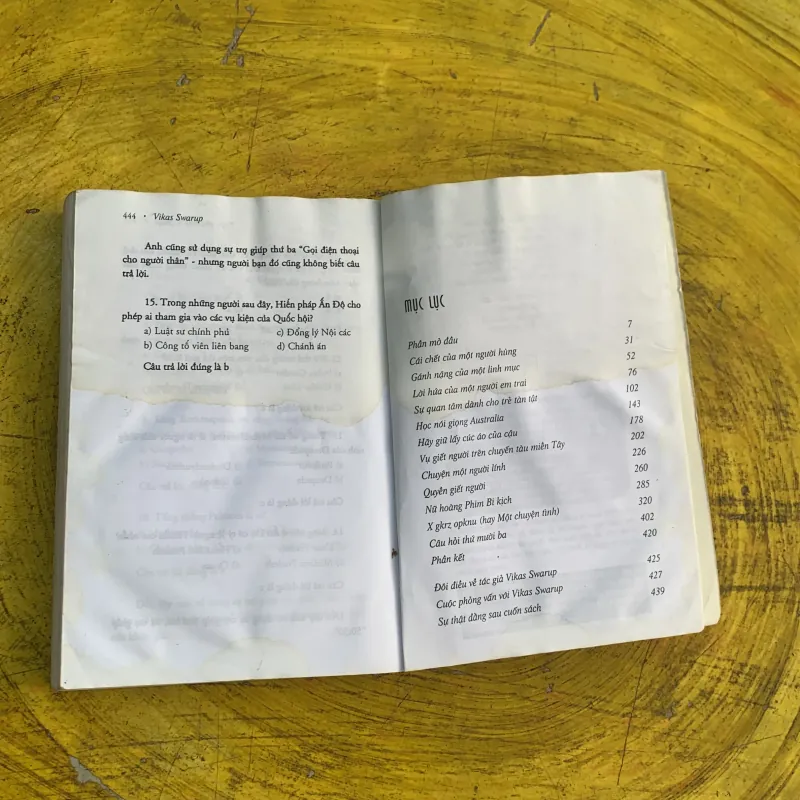 444 • Vikas Swarup
Anh cũng sử dụng sự trợ giúp thứ ba "Gọi điện thoại
cho người thân" - nhưng người bạn đó cũng không biết câu
trả lời.
15. Trong những người sau đây, Hiến pháp Ấn Độ cho
phép ai tham gia vào các vụ kiện của Quốc hội?
a) Luật sư chính phủ c) Đổng lý Nội các
b) Công tố viên liên bang d) Chánh án
Câu trả lời đúng là b
MỤC LỤC
Phần mở đầu 7
Cái chết của một người hùng 31
Gánh nặng của một linh mục 52
Lời hứa của một người em trai 76
Sự quan tâm dành cho trẻ tàn tật 102
Học nói giọng Australia 143
Hãy giữ lấy cúc áo của cậu 178
Vụ giết người trên chuyến tàu miền Tây 202
Chuyện một người lính 226
Quyền giết người 260
Nữ hoàng Phim Bi kịch 285
X gkrz opknu (hay Một chuyện tình) 320
Câu hỏi thứ mười ba 402
Phần kết 420
Đôi điều về tác giả Vikas Swarup 425
Cuộc phỏng vấn với Vikas Swarup 427
Sự thật đằng sau cuốn sách 439